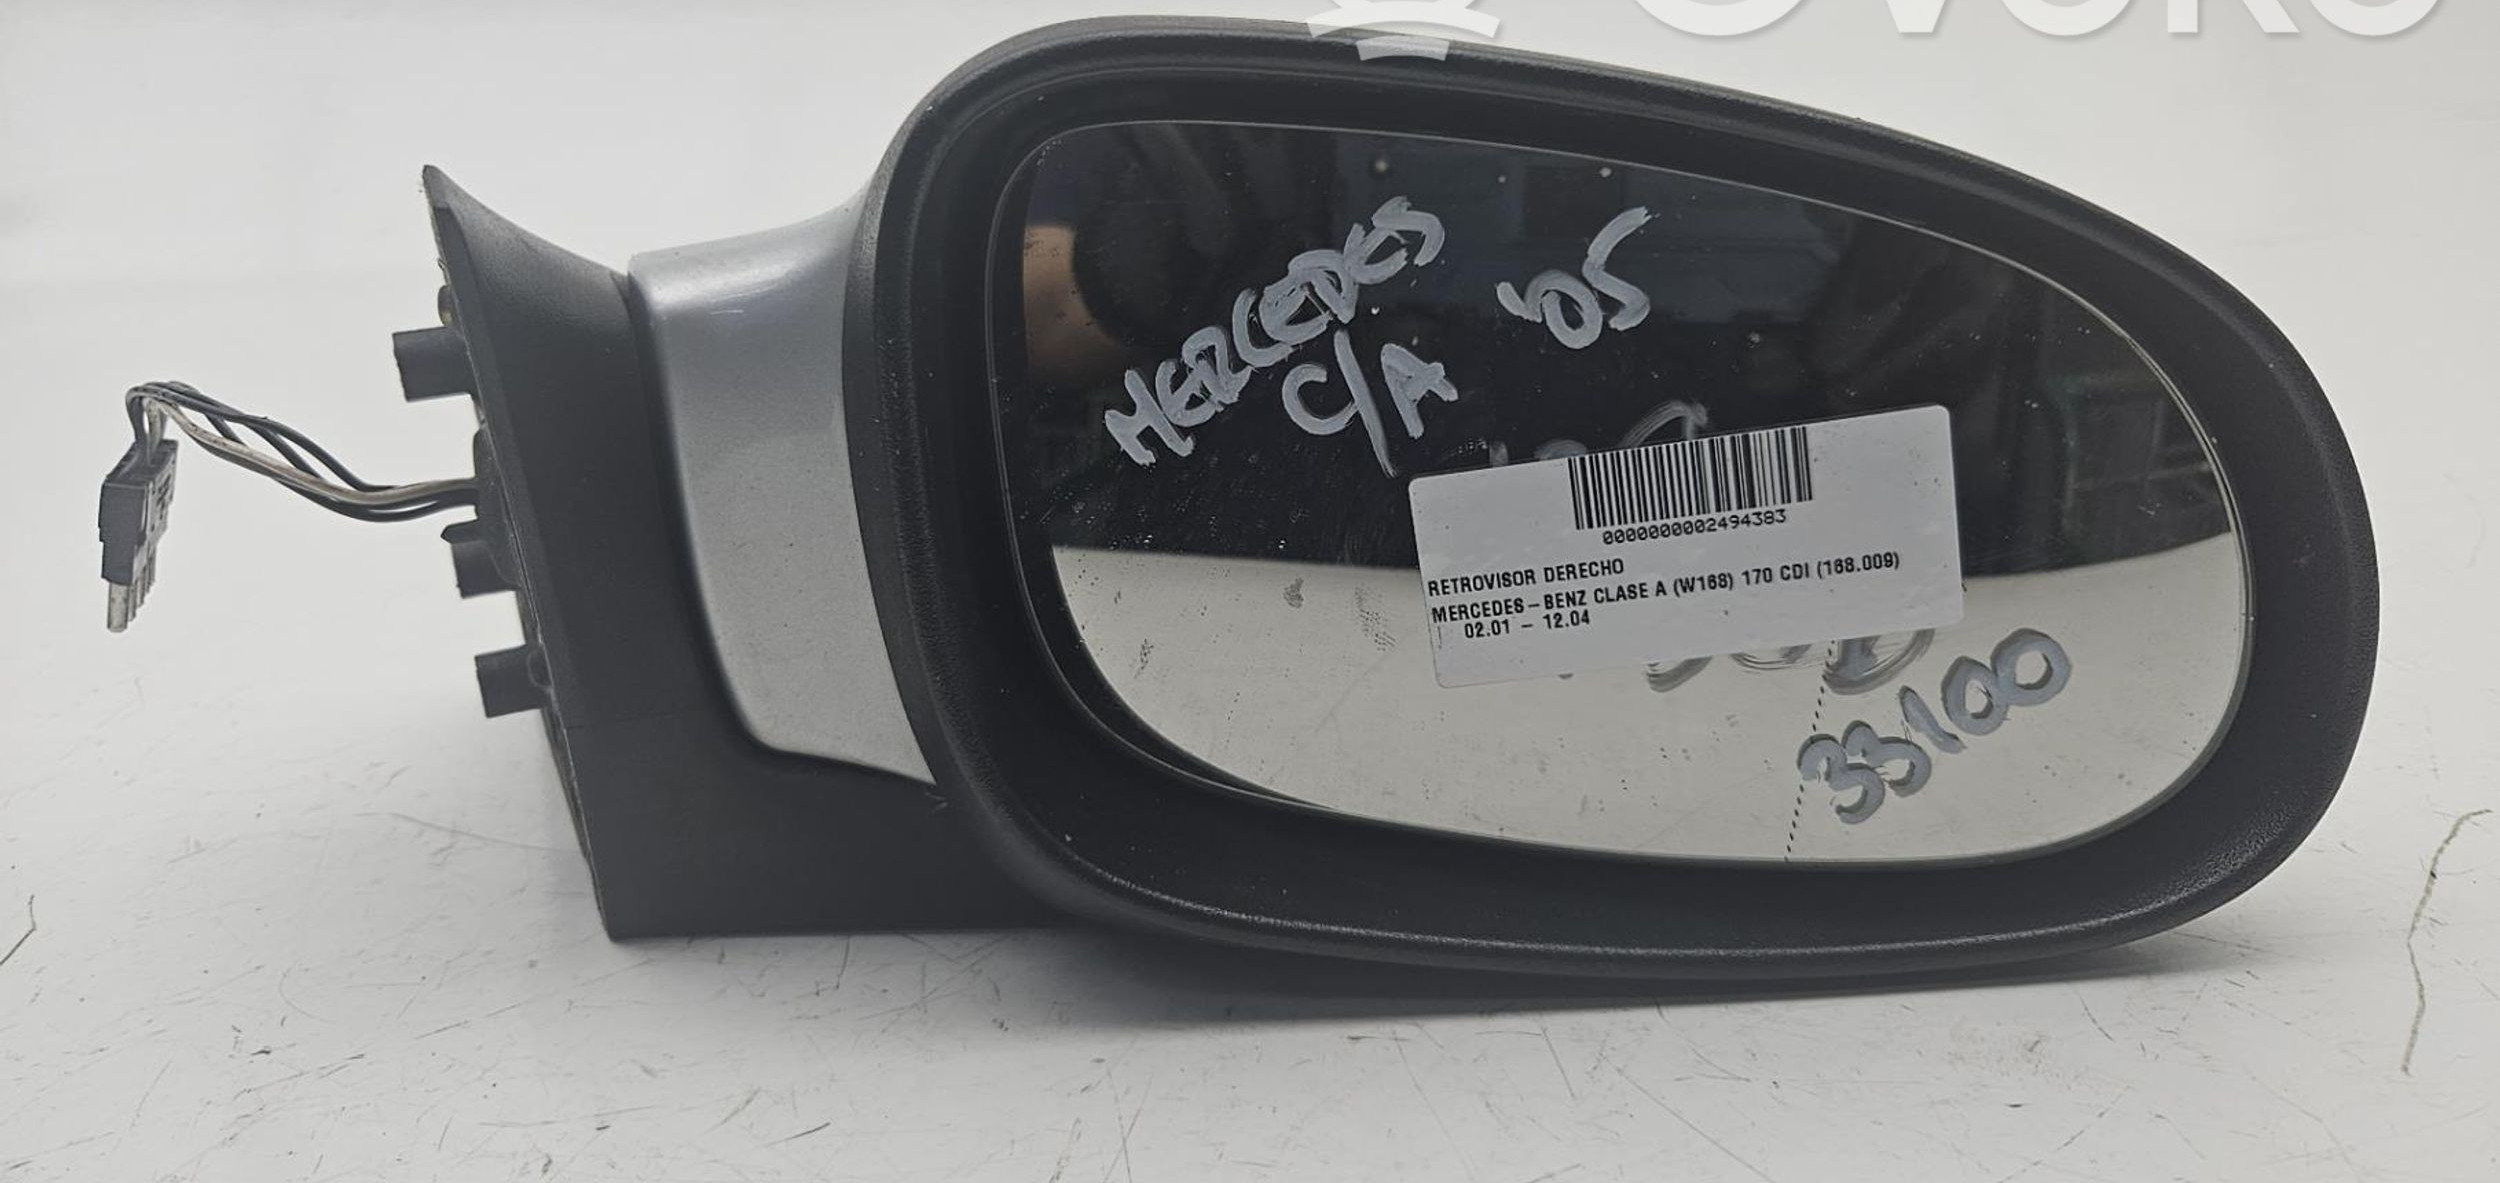 MERCEDES
C/A '05
0000000002494383
RETROVISOR DERECHO
MERCEDES-BENZ CLASE A (W168) 170 CDI (168.009)
02.01 - 12.04
33100